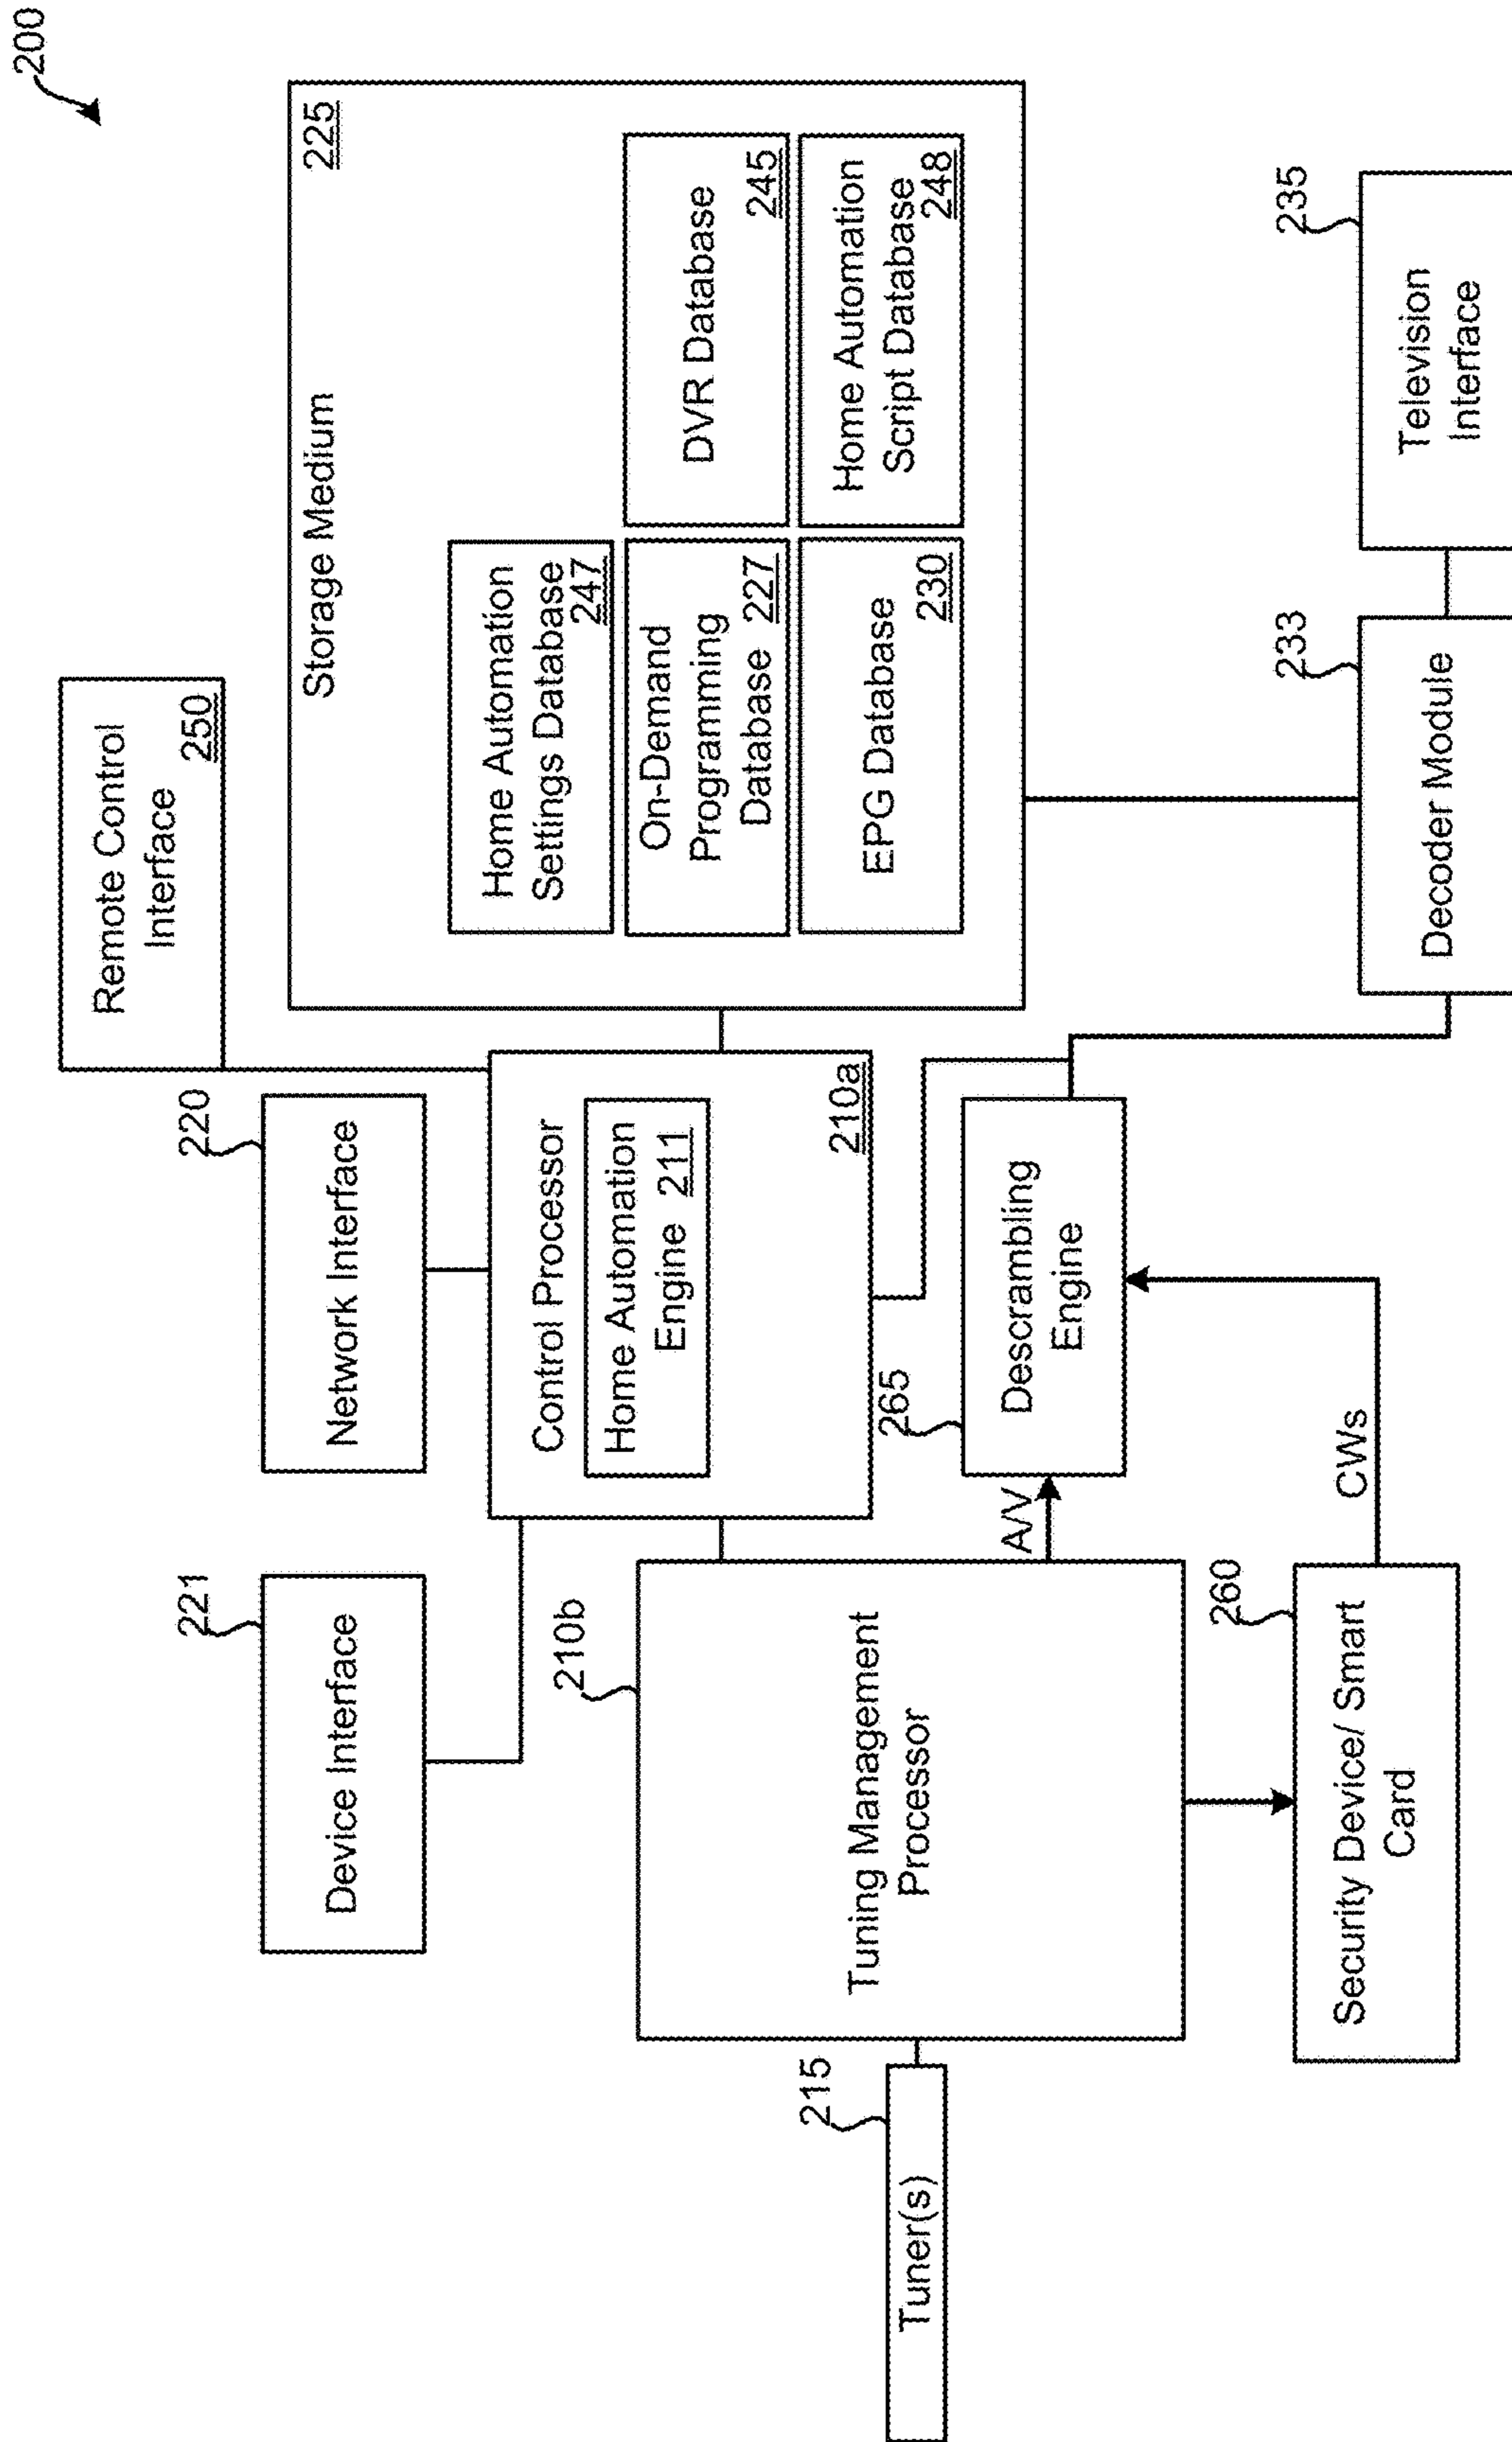 200
Remote Control
Interface
250
220
Network Interface
221
Device Interface
Storage Medium
225
Home Automation
Settings Database
247
On-Demand
Programming
Database 227
DVR Database
245
EPG Database
230
Home Automation
Script Database
248
Control Processor
Home Automation
Engine 211
210a
210b
Tuning Management
Processor
215
Tuner(s)
A/V
265
Descrambling
Engine
CWs
260
Security Device/ Smart
Card
233
Decoder Module
235
Television
Interface